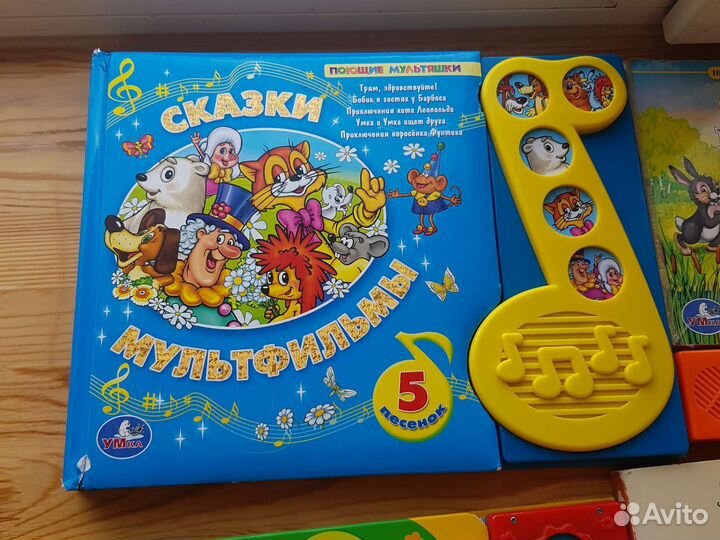 ПОЮЩИЕ МУЛЬТЯШКИ
Трям, здравствуйте!
Бобик в гостях у Барбоса
Приключения кота Леопольда
Умка и Умка ищет друга
Приключения поросёнка Фунтика
СКАЗКИ
МУЛЬТФИЛЬМЫ
5
песенок
УМка
УМка
Avito